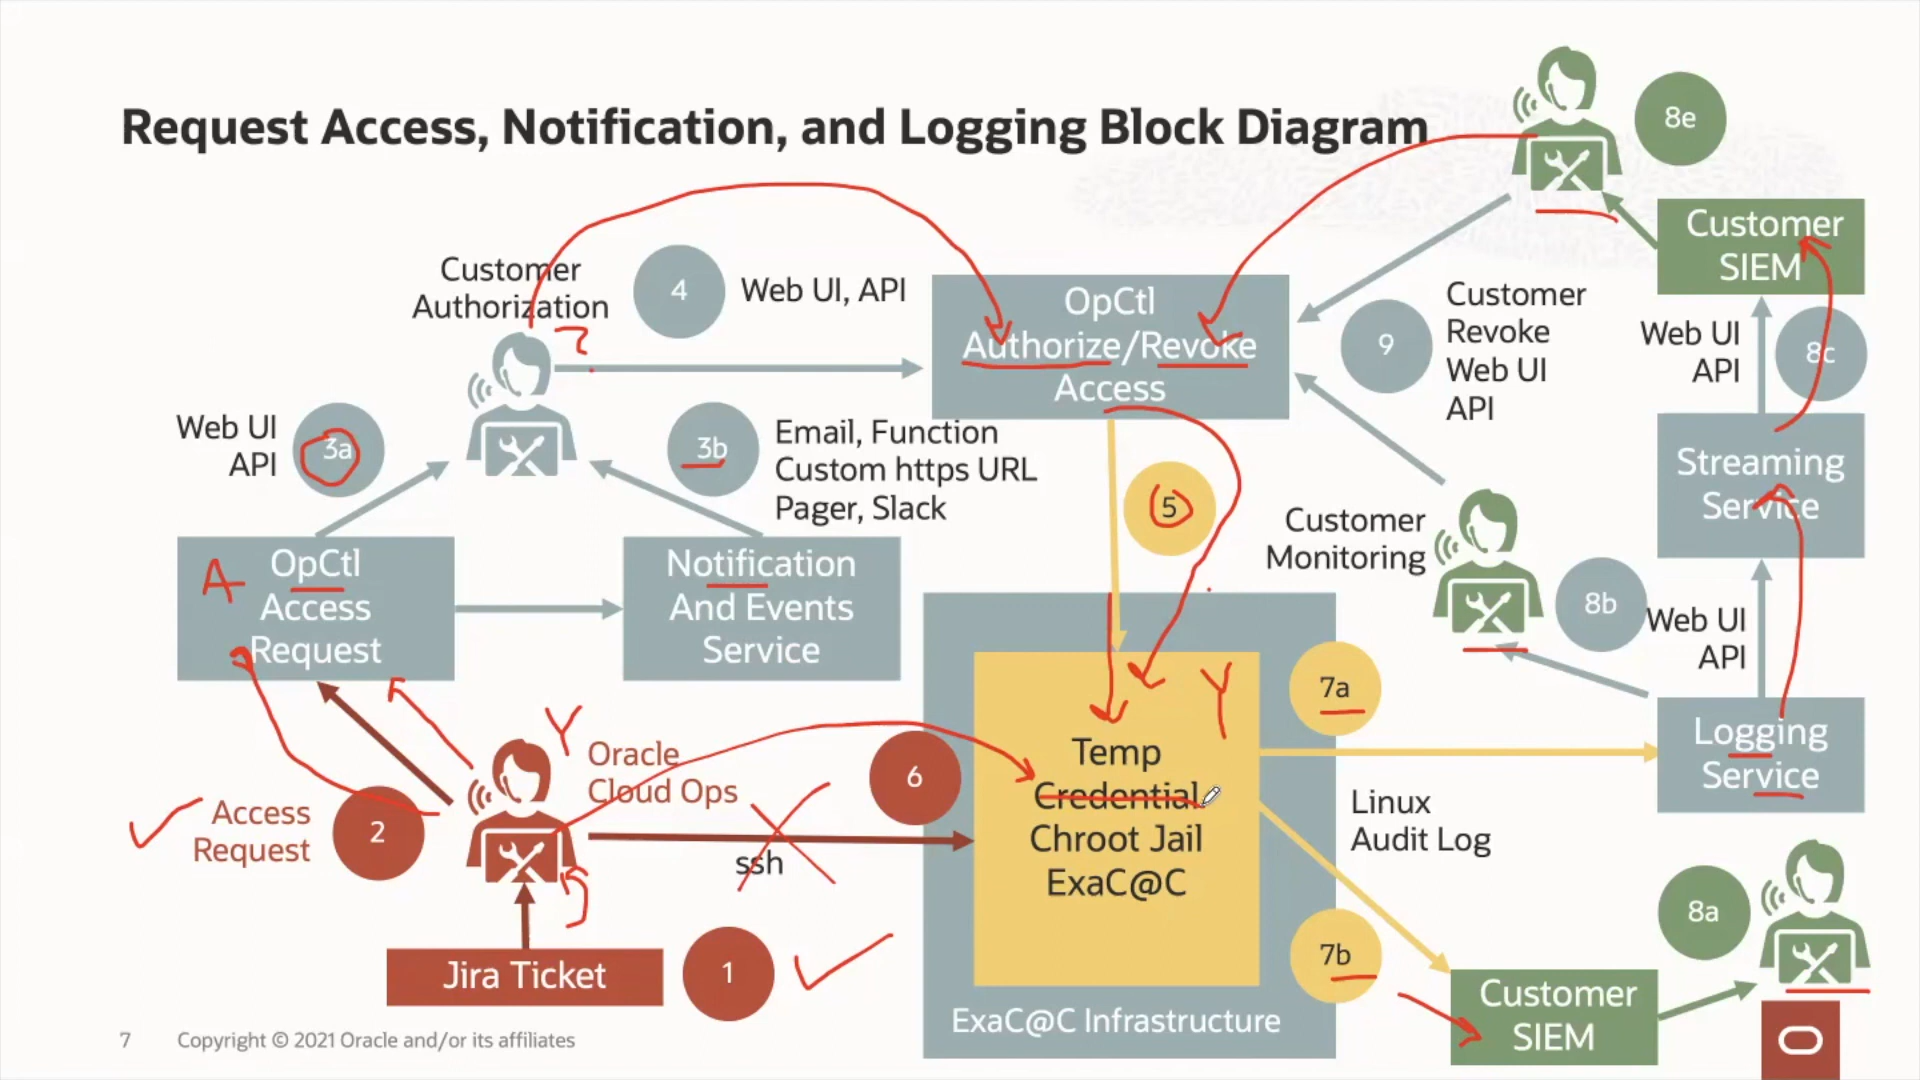 Request Access, Notification, and Logging Block Diagram
8e
Customer
SIEM
Customer
Authorization
4
Web UI, API
OpCtl
Authorize/Revoke
Access
9
Customer
Revoke
Web UI
API
Web UI
API
8c
Web UI
API
3a
3b
Email, Function
Custom https URL
Pager, Slack
5
Streaming
Service
Customer
Monitoring
8b
Web UI
API
A
OpCtl
Access
Request
Notification
And Events
Service
Y
Y
7a
Logging
Service
Oracle
Cloud Ops
6
Temp
Credential
Chroot Jail
ExaC@C
Access
Request
2
ssh
Linux
Audit Log
8a
Jira Ticket
1
7b
Customer
SIEM
ExaC@C Infrastructure
7
Copyright © 2021 Oracle and/or its affiliates